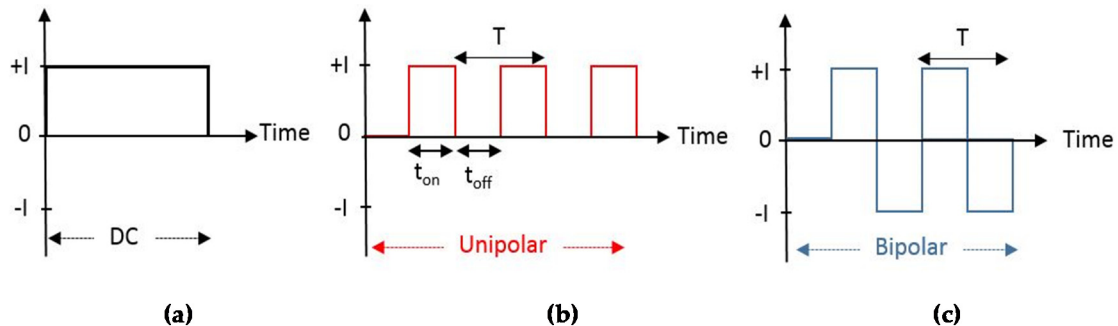 +I
0
-I
Time
DC
(a)
+I
0
-I
T
t_on
t_off
Time
Unipolar
(b)
+I
0
-I
T
Time
Bipolar
(c)